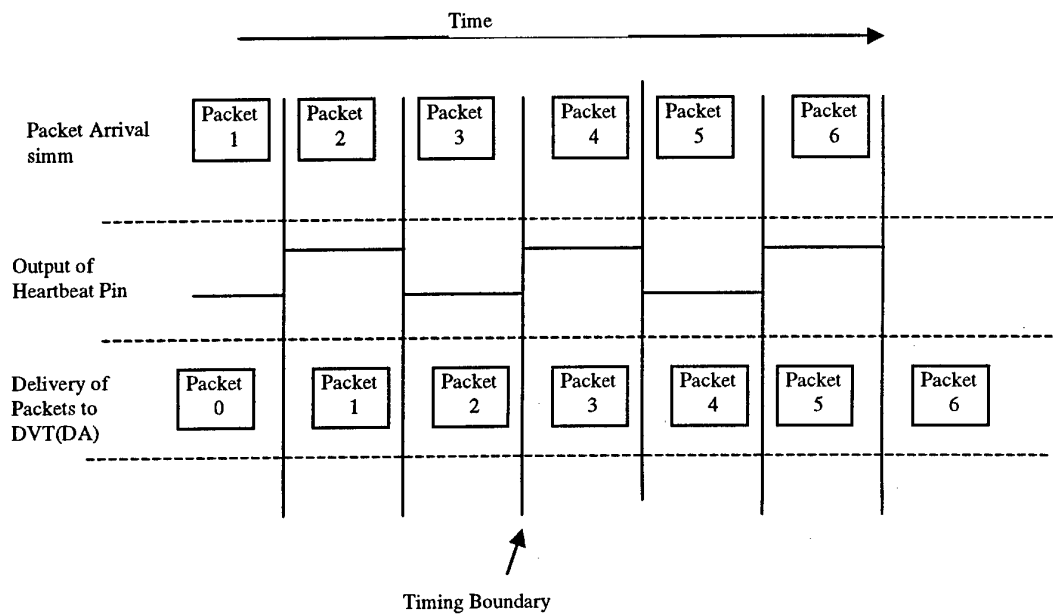 Time
Packet Arrival
simm
Packet
1
Packet
2
Packet
3
Packet
4
Packet
5
Packet
6
Output of
Heartbeat Pin
Delivery of
Packets to
DVT(DA)
Packet
0
Packet
1
Packet
2
Packet
3
Packet
4
Packet
5
Packet
6
Timing Boundary